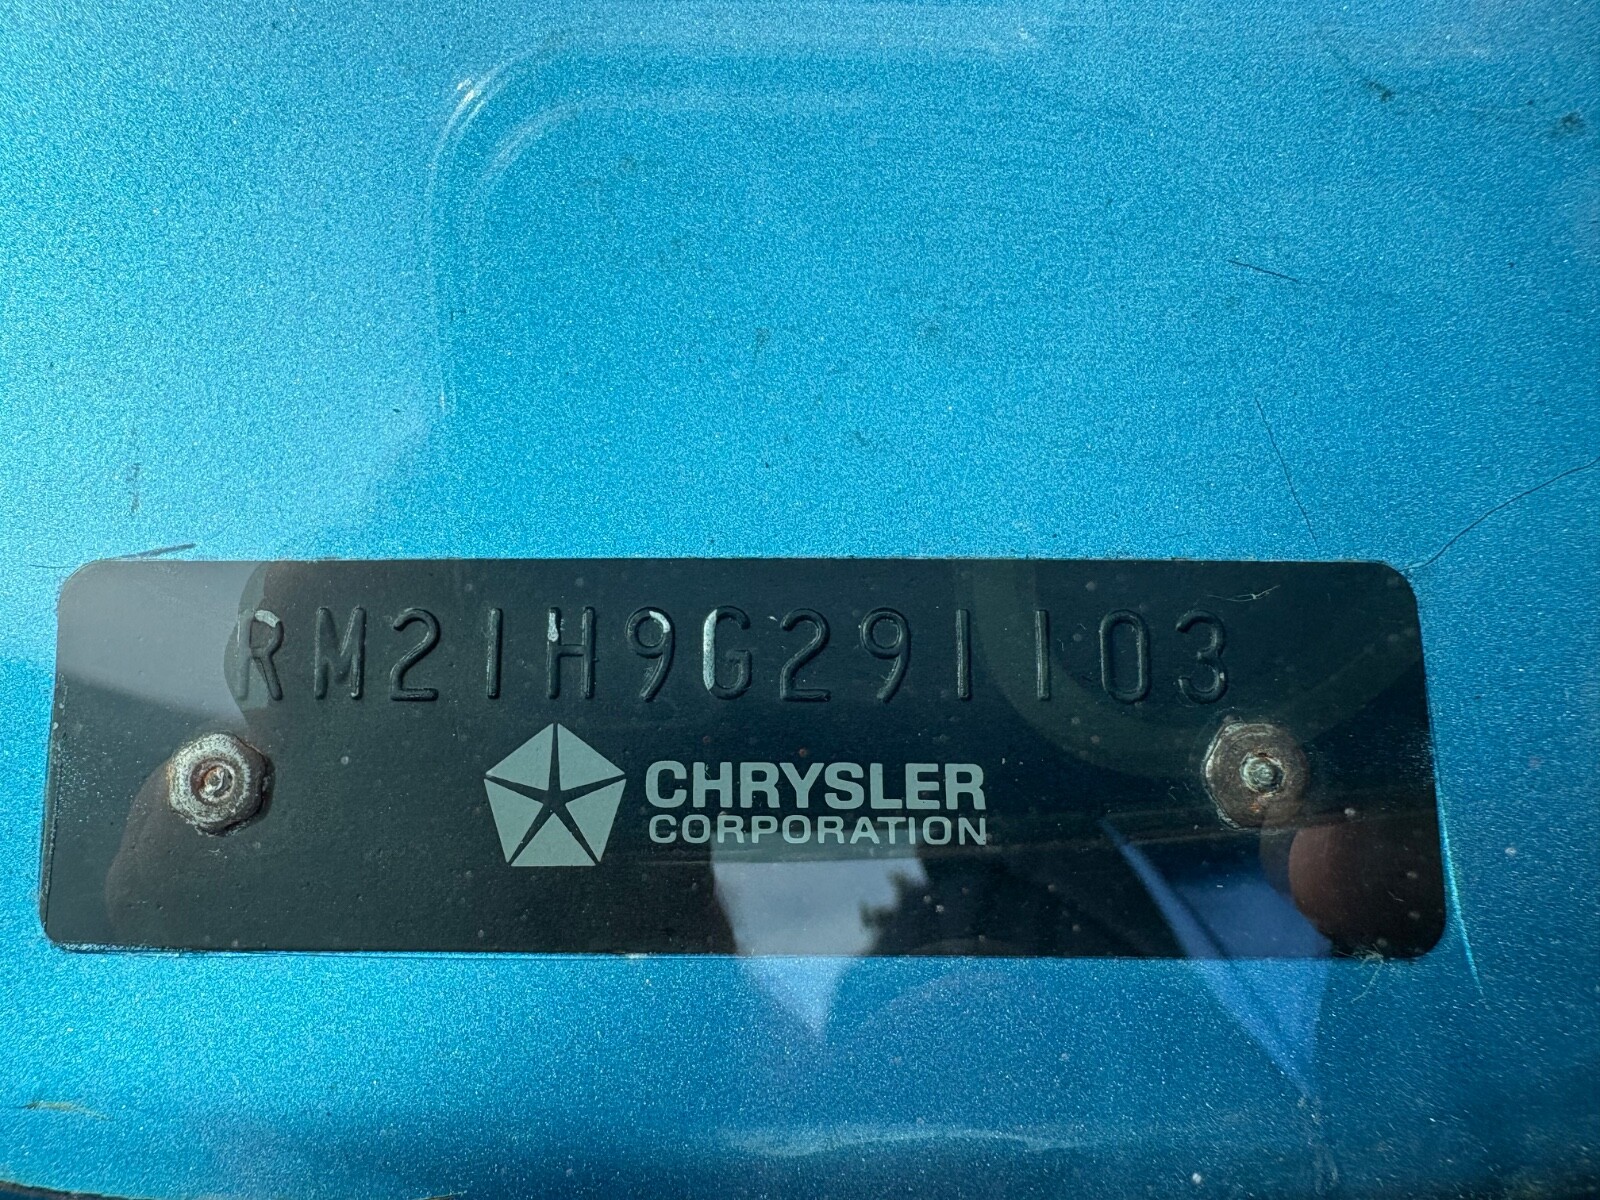 RM21H9G291103
CHRYSLER
CORPORATION